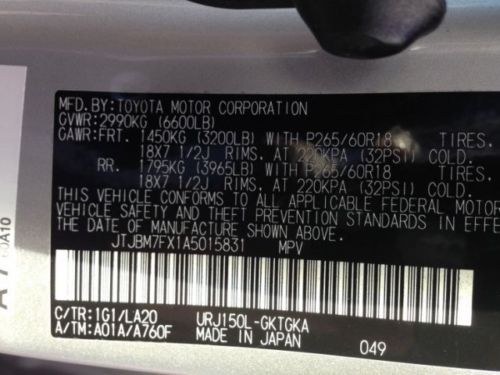 MFD.BY:TOYOTA MOTOR CORPORATION
GVWR:2990KG (6600LB)
GAWR:FRT. 1450KG (3200LB) WITH P265/60R18 TIRES.
18X7 1/2J RIMS, AT 220KPA (32PSI) COLD.
RR. 1795KG (3965LB) WITH P265/60R18 TIRES.
18X7 1/2J RIMS, AT 220KPA (32PSI) COLD.
THIS VEHICLE CONFORMS TO ALL APPLICABLE FEDERAL MOTOR
VEHICLE SAFETY AND THEFT PREVENTION STANDARDS IN EFFE
THE DATE OF MANUFACTURE SHOWN ABOVE.
JTJBM7FX1A5015831 MPV
C/TR:1G1/LA20 URJ150L-GKTGKA
A/TM:A01A/A760F MADE IN JAPAN 049